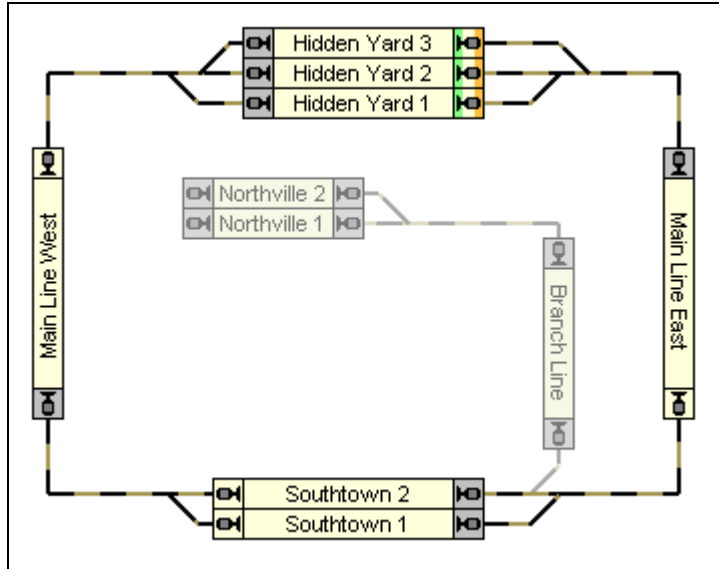 Hidden Yard 3
Hidden Yard 2
Hidden Yard 1
Northville 2
Northville 1
Main Line West
Branch Line
Main Line East
Southtown 2
Southtown 1